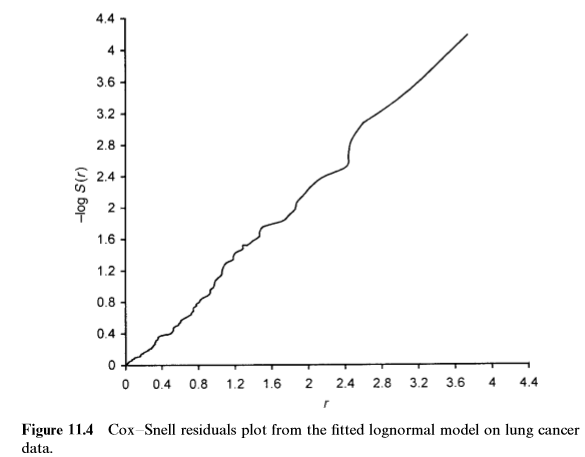 4.4
4
3.6
3.2
2.8
2.4
2
1.6
1.2
0.8
0.4
0
-log S(r)
0 0.4 0.8 1.2 1.6 2 2.4 2.8 3.2 3.6 4 4.4
r
Figure 11.4 Cox–Snell residuals plot from the fitted lognormal model on lung cancer
data.